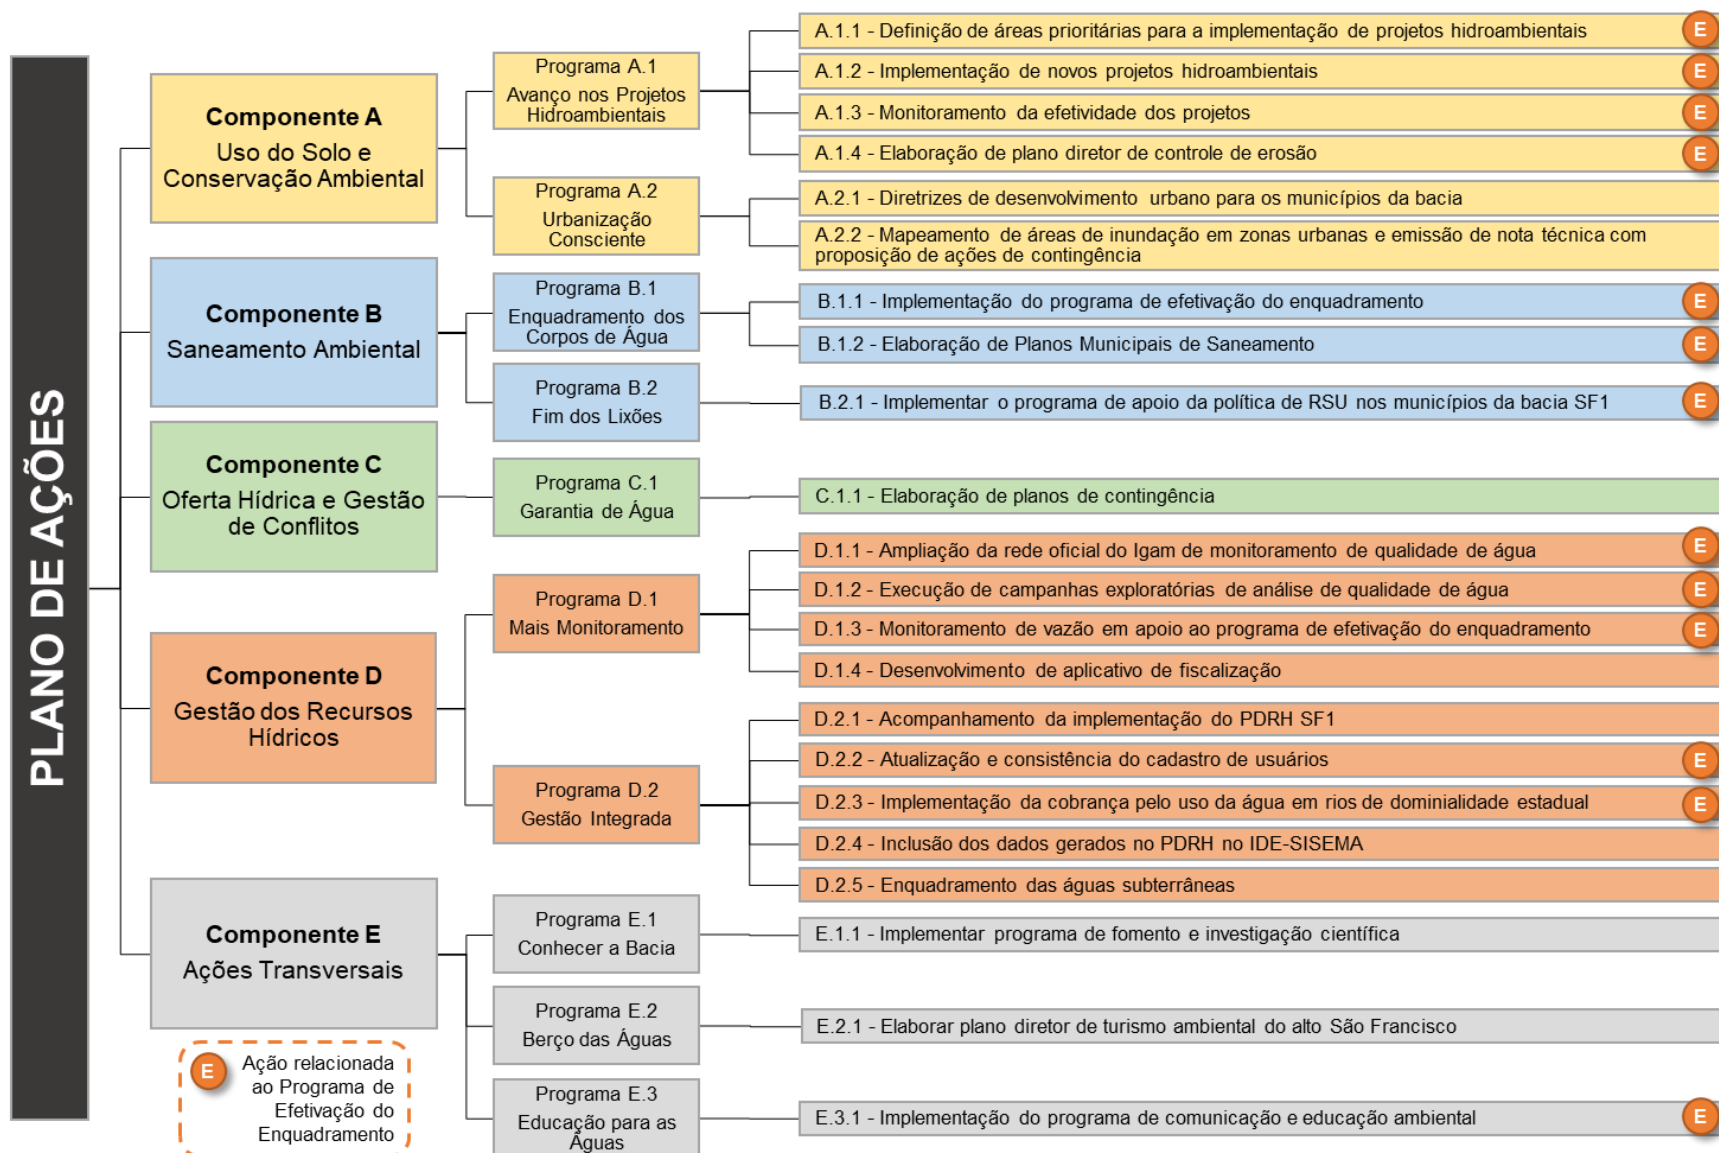 PLANO DE AÇÕES
Componente A
Uso do Solo e
Conservação Ambiental
Programa A.1
Avanço nos Projetos
Hidroambientais
A.1.1 - Definição de áreas prioritárias para a implementação de projetos hidroambientais
E
A.1.2 - Implementação de novos projetos hidroambientais
E
A.1.3 - Monitoramento da efetividade dos projetos
E
A.1.4 - Elaboração de plano diretor de controle de erosão
E
Programa A.2
Urbanização
Consciente
A.2.1 - Diretrizes de desenvolvimento urbano para os municípios da bacia
A.2.2 - Mapeamento de áreas de inundação em zonas urbanas e emissão de nota técnica com
proposição de ações de contingência
Componente B
Saneamento Ambiental
Programa B.1
Enquadramento dos
Corpos de Água
B.1.1 - Implementação do programa de efetivação do enquadramento
E
B.1.2 - Elaboração de Planos Municipais de Saneamento
E
Programa B.2
Fim dos Lixões
B.2.1 - Implementar o programa de apoio da política de RSU nos municípios da bacia SF1
E
Componente C
Oferta Hídrica e Gestão
de Conflitos
Programa C.1
Garantia de Água
C.1.1 - Elaboração de planos de contingência
Componente D
Gestão dos Recursos
Hídricos
Programa D.1
Mais Monitoramento
D.1.1 - Ampliação da rede oficial do Igam de monitoramento de qualidade de água
E
D.1.2 - Execução de campanhas exploratórias de análise de qualidade de água
E
D.1.3 - Monitoramento de vazão em apoio ao programa de efetivação do enquadramento
E
D.1.4 - Desenvolvimento de aplicativo de fiscalização
Programa D.2
Gestão Integrada
D.2.1 - Acompanhamento da implementação do PDRH SF1
D.2.2 - Atualização e consistência do cadastro de usuários
E
D.2.3 - Implementação da cobrança pelo uso da água em rios de dominialidade estadual
E
D.2.4 - Inclusão dos dados gerados no PDRH no IDE-SISEMA
D.2.5 - Enquadramento das águas subterrâneas
Componente E
Ações Transversais
Programa E.1
Conhecer a Bacia
E.1.1 - Implementar programa de fomento e investigação científica
Programa E.2
Berço das Águas
E.2.1 - Elaborar plano diretor de turismo ambiental do alto São Francisco
Programa E.3
Educação para as
Águas
E.3.1 - Implementação do programa de comunicação e educação ambiental
E
E
Ação relacionada
ao Programa de
Efetivação do
Enquadramento